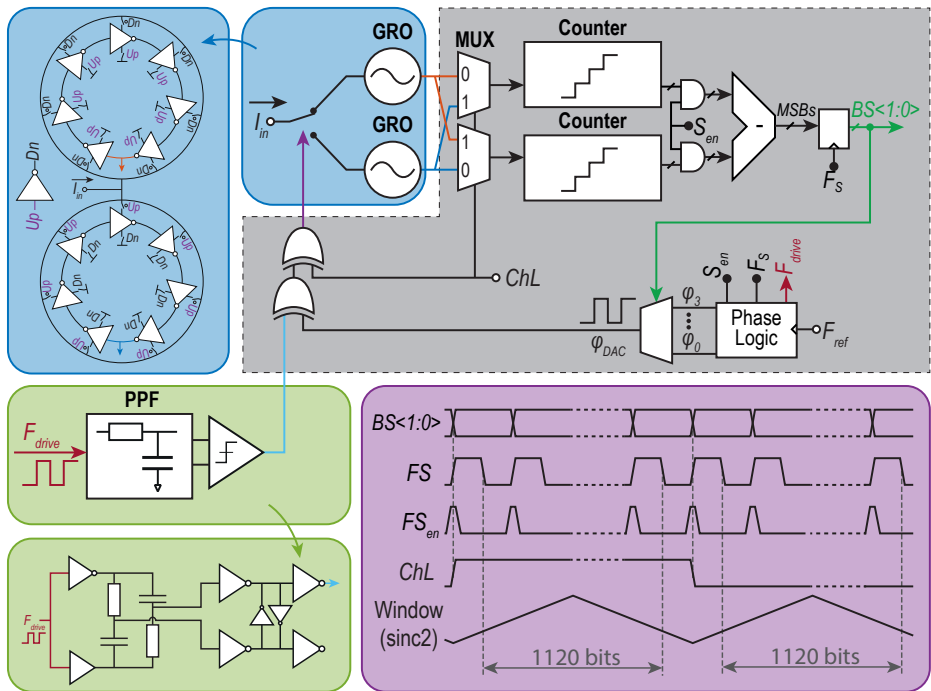 Dn
Dn
Up
Dn
Up
Up
Dn
Up
Up
Dn
Up
Up
Dn
Dn
Dn
Up
I_in
Up
Up
Up
Dn
Dn
Dn
Up
Up
Dn
Dn
Dn
Dn
Up
Up
GRO
GRO
I_in
MUX
0
1
1
0
Counter
Counter
S_en
-
MSBs
BS<1:0>
F_S
ChL
φ_DAC
φ_3
φ_0
S_en
F_S
F_drive
Phase
Logic
F_ref
PPF
F_drive
F_drive
BS<1:0>
FS
FS_en
ChL
Window
(sinc2)
1120 bits
1120 bits